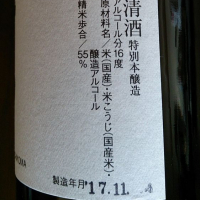 清酒
特別本醸造
アルコール分16度
原材料名／米（国産）・米こうじ（国産米）・
醸造アルコール
精米歩合／55％
製造年月 '17.11.